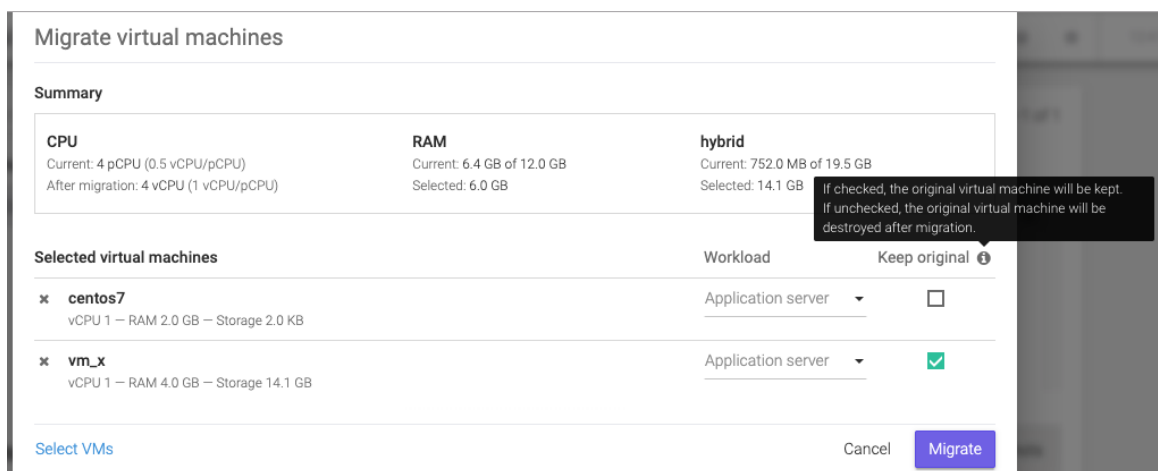 Migrate virtual machines
Summary
CPU
Current: 4 pCPU (0.5 vCPU/pCPU)
After migration: 4 vCPU (1 vCPU/pCPU)
RAM
Current: 6.4 GB of 12.0 GB
Selected: 6.0 GB
hybrid
Current: 752.0 MB of 19.5 GB
Selected: 14.1 GB
If checked, the original virtual machine will be kept.
If unchecked, the original virtual machine will be
destroyed after migration.
Selected virtual machines
Workload
Keep original
centos7
vCPU 1 — RAM 2.0 GB — Storage 2.0 KB
Application server
vm_x
vCPU 1 — RAM 4.0 GB — Storage 14.1 GB
Application server
Select VMs
Cancel
Migrate